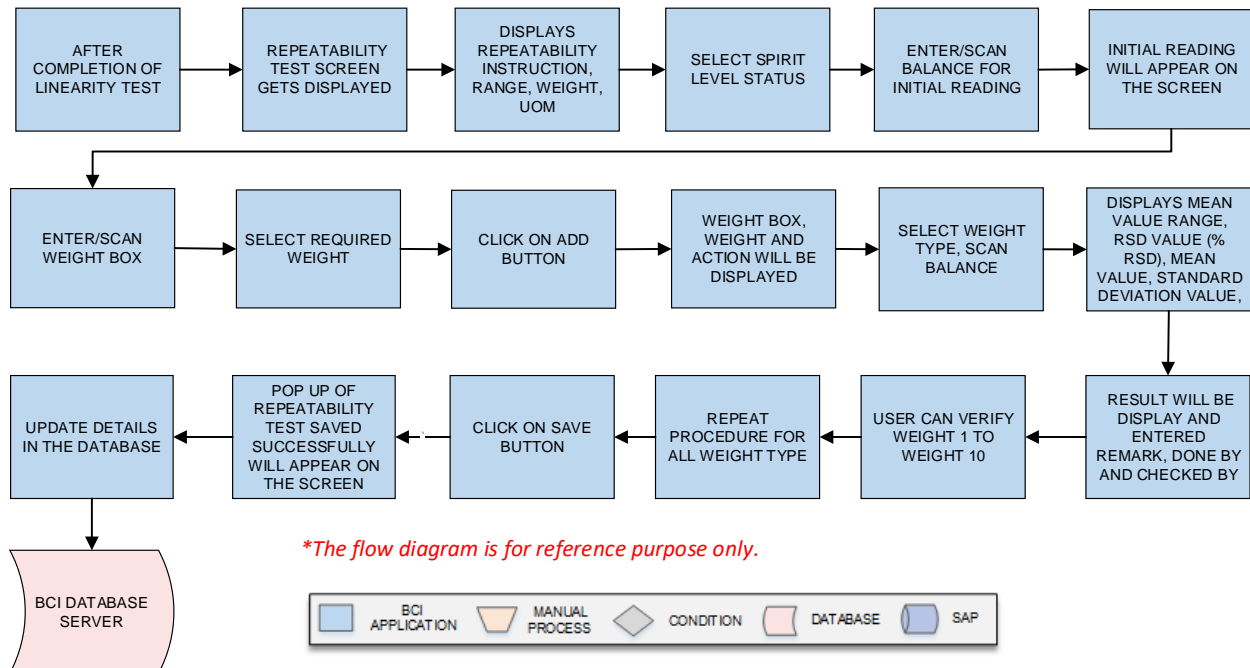 AFTER
COMPLETION OF
LINEARITY TEST
REPEATABILITY
TEST SCREEN
GETS DISPLAYED
DISPLAYS
REPEATABILITY
INSTRUCTION,
RANGE, WEIGHT,
UOM
SELECT SPIRIT
LEVEL STATUS
ENTER/SCAN
BALANCE FOR
INITIAL READING
INITIAL READING
WILL APPEAR ON
THE SCREEN
ENTER/SCAN
WEIGHT BOX
SELECT REQUIRED
WEIGHT
CLICK ON ADD
BUTTON
WEIGHT BOX,
WEIGHT AND
ACTION WILL BE
DISPLAYED
SELECT WEIGHT
TYPE, SCAN
BALANCE
DISPLAYS MEAN
VALUE RANGE,
RSD VALUE (%
RSD), MEAN
VALUE, STANDARD
DEVIATION VALUE,
RESULT WILL BE
DISPLAY AND
ENTERED
REMARK, DONE BY
AND CHECKED BY
USER CAN VERIFY
WEIGHT 1 TO
WEIGHT 10
REPEAT
PROCEDURE FOR
ALL WEIGHT TYPE
CLICK ON SAVE
BUTTON
POP UP OF
REPEATABILITY
TEST SAVED
SUCCESSFULLY
WILL APPEAR ON
THE SCREEN
UPDATE DETAILS
IN THE DATABASE
BCI DATABASE
SERVER
*The flow diagram is for reference purpose only.
BCI
APPLICATION
MANUAL
PROCESS
CONDITION
DATABASE
SAP